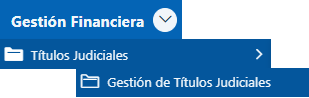 Gestión Financiera
Títulos Judiciales
Gestión de Títulos Judiciales